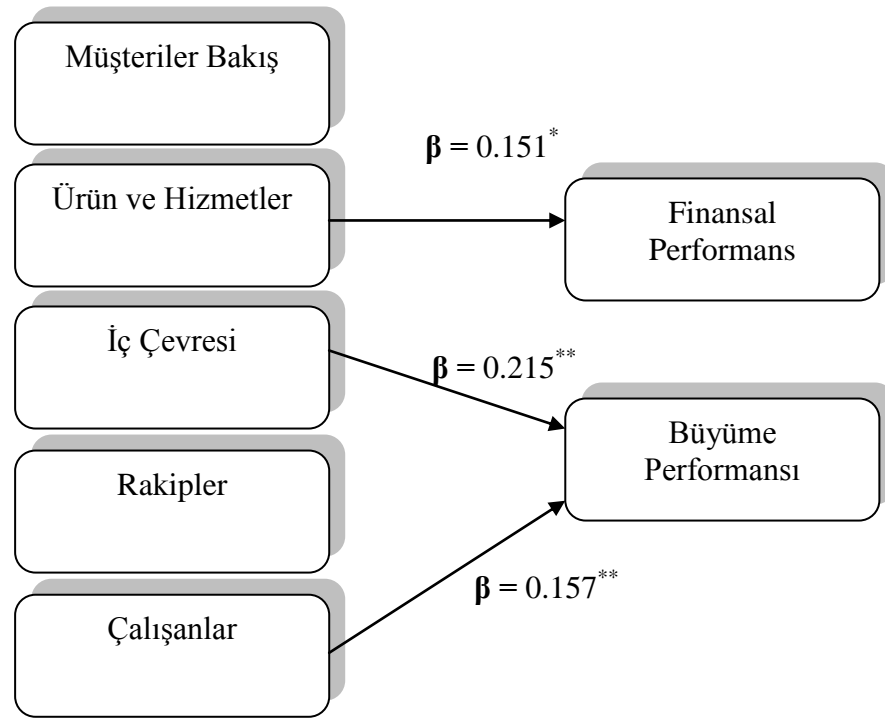 Müşteriler Bakış
β = 0.151*
Ürün ve Hizmetler
Finansal
Performans
İç Çevresi
β = 0.215**
Büyüme
Performansı
Rakipler
β = 0.157**
Çalışanlar